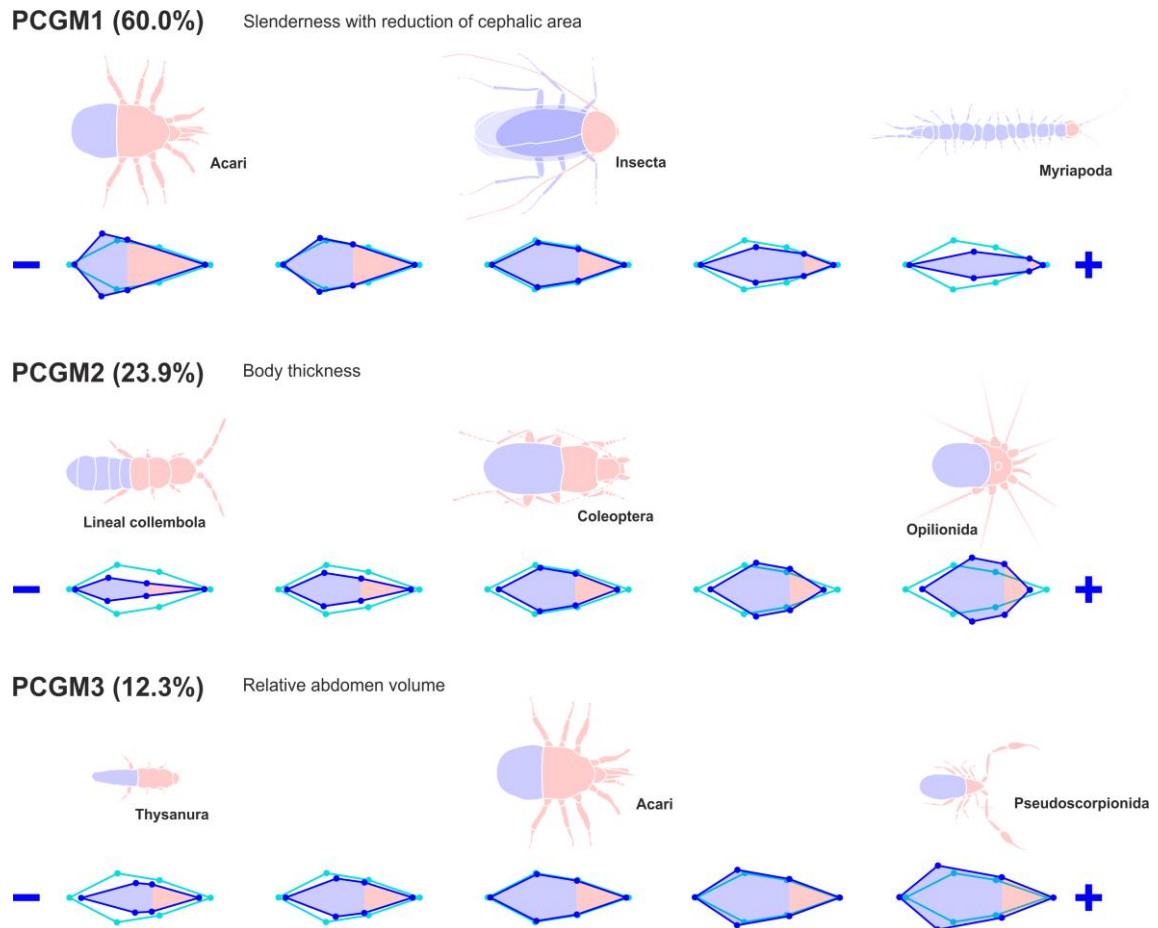 PCGM1 (60.0%) Slenderness with reduction of cephalic area
Acari
Insecta
Myriapoda
− +
PCGM2 (23.9%) Body thickness
Lineal collembola
Coleoptera
Opilionida
− +
PCGM3 (12.3%) Relative abdomen volume
Thysanura
Acari
Pseudoscorpionida
− +